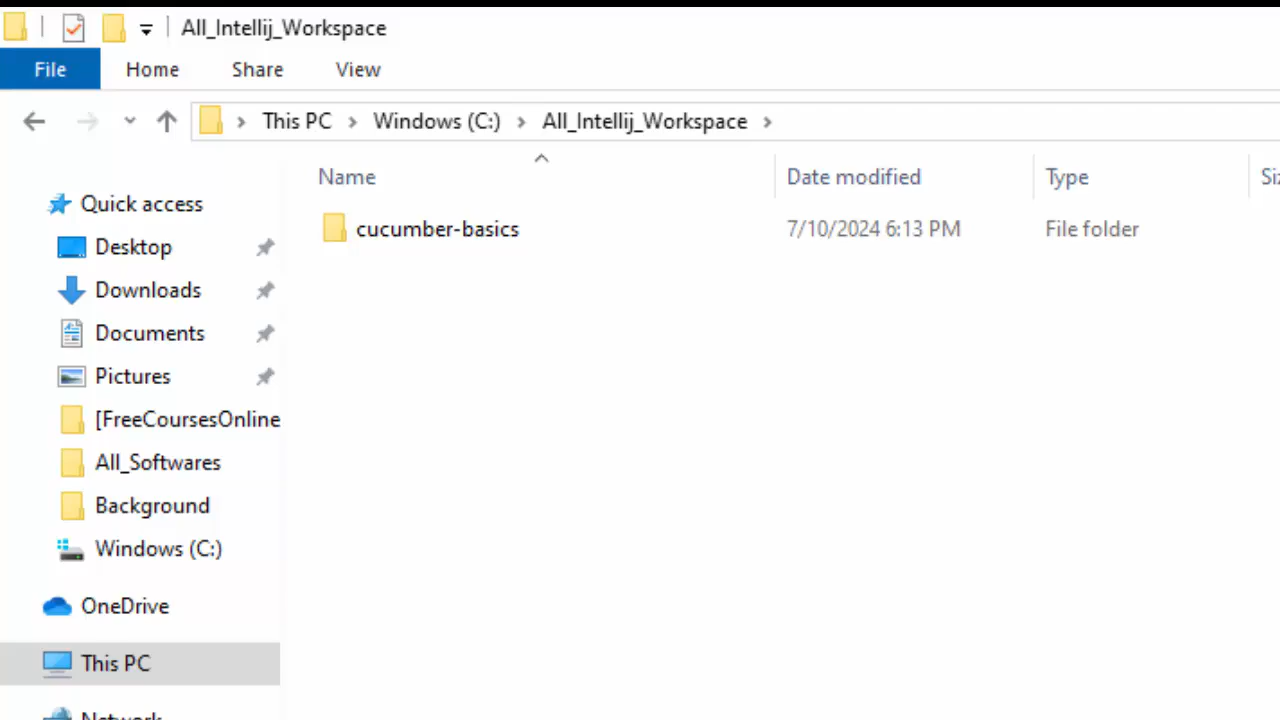 All_Intellij_Workspace
File Home Share View
This PC Windows (C:) All_Intellij_Workspace
Name Date modified Type
cucumber-basics 7/10/2024 6:13 PM File folder
Quick access
Desktop
Downloads
Documents
Pictures
[FreeCoursesOnline
All_Softwares
Background
Windows (C:)
OneDrive
This PC
Network